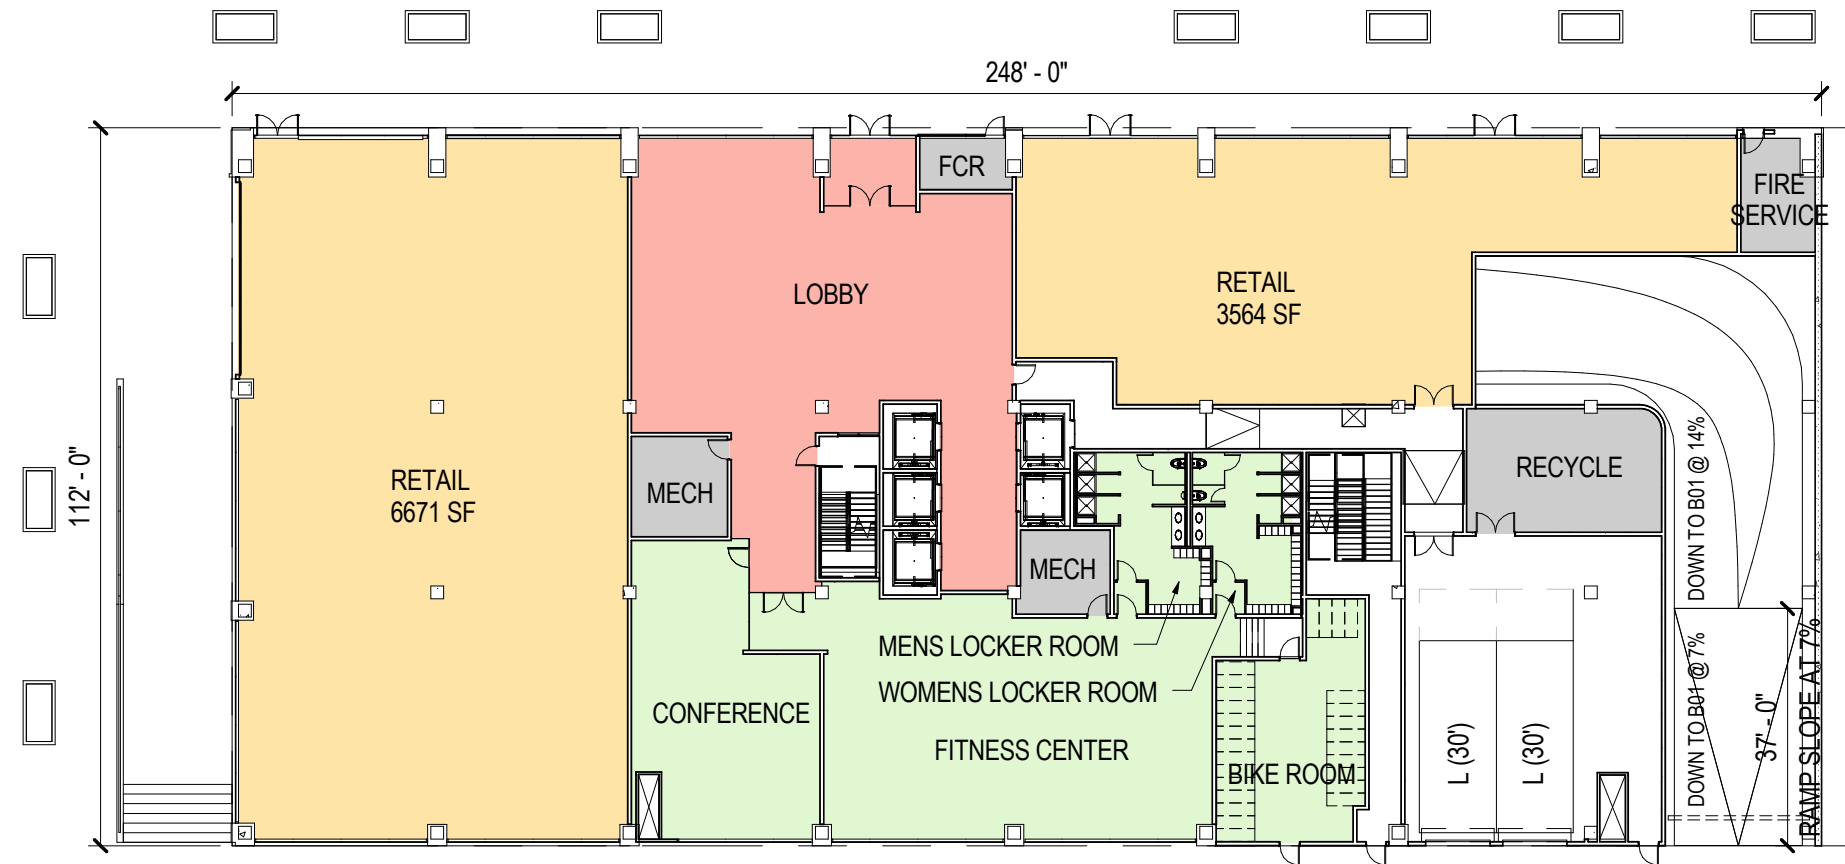 248' - 0"
FCR
FIRE
SERVICE
LOBBY
RETAIL
3564 SF
112' - 0"
RETAIL
6671 SF
MECH
RECYCLE
DOWN TO B01 @ 14%
MECH
MENS LOCKER ROOM
WOMENS LOCKER ROOM
CONFERENCE
FITNESS CENTER
BIKE ROOM
L (30')
L (30')
DOWN TO B01 @ 7%
37' - 0"
RAMP SLOPE AT 7%